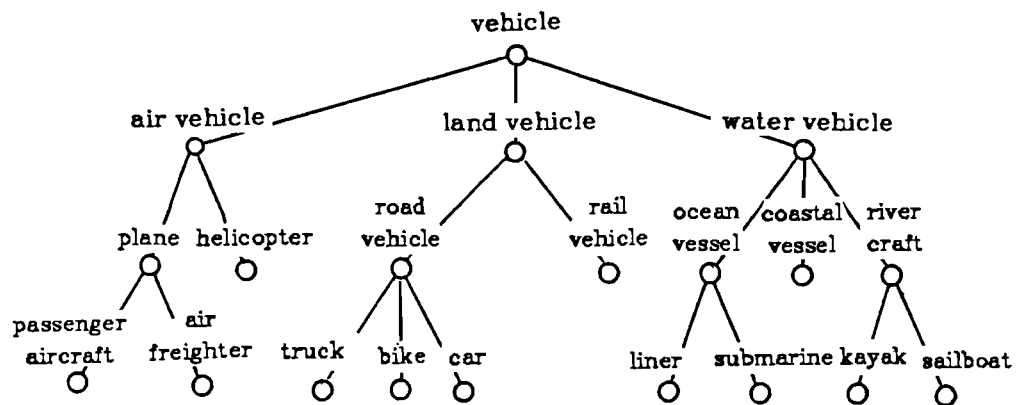 vehicle
air vehicle
land vehicle
water vehicle
road
vehicle
rail
vehicle
ocean
vessel
coastal
vessel
river
craft
plane
helicopter
passenger
aircraft
air
freighter
truck
bike
car
liner
submarine
kayak
sailboat